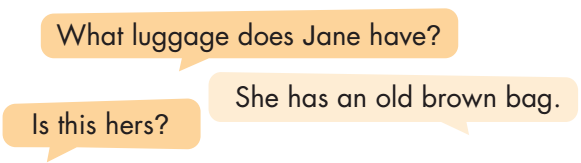 What luggage does Jane have?
She has an old brown bag.
Is this hers?